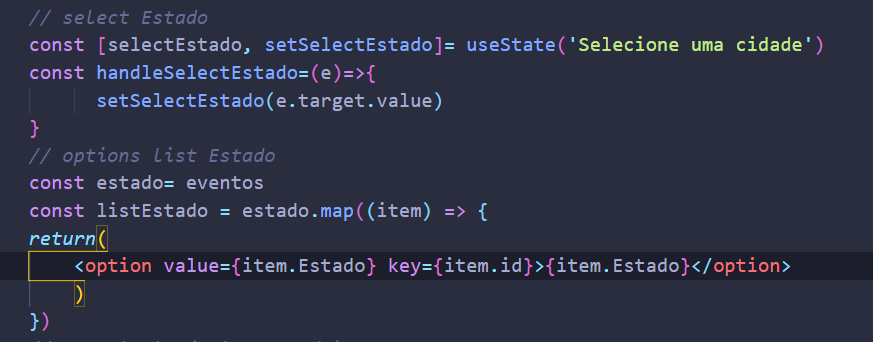 // select Estado
const [selectEstado, setSelectEstado]= useState('Selecione uma cidade')
const handleSelectEstado=(e)=>{
setSelectEstado(e.target.value)
}
// options list Estado
const estado= eventos
const listEstado = estado.map((item) => {
return(
<option value={item.Estado} key={item.id}>{item.Estado}</option>
)
})